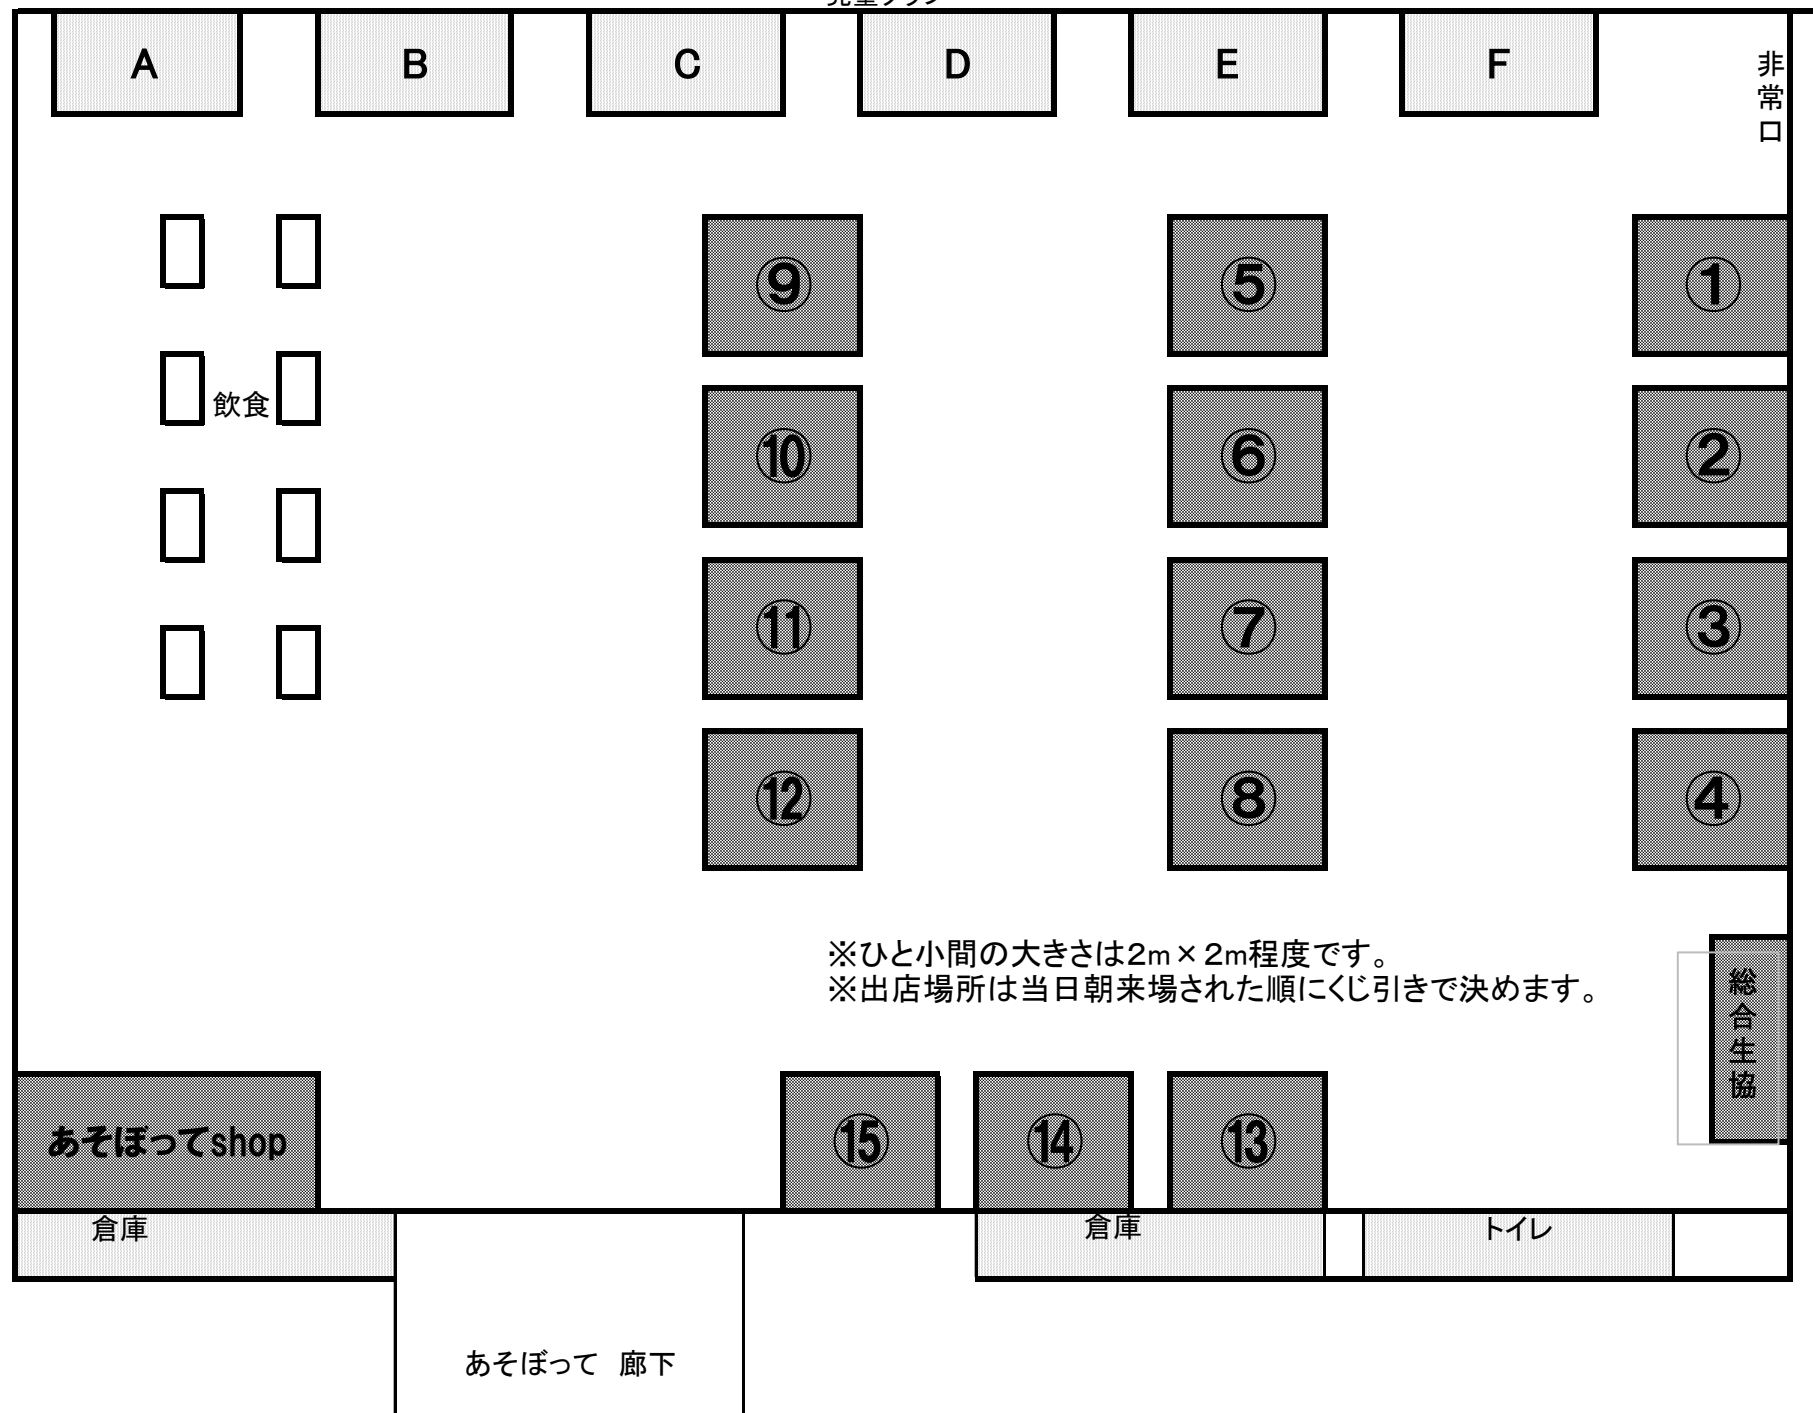 A
B
C
D
E
F
非常口
⑨
⑤
①
飲食
⑩
⑥
②
⑪
⑦
③
⑫
⑧
④
※ひと小間の大きさは2m×2m程度です。
※出店場所は当日朝来場された順にくじ引きで決めます。
総合生協
あそぼってshop
⑮
⑭
⑬
倉庫
倉庫
トイレ
あそぼって 廊下